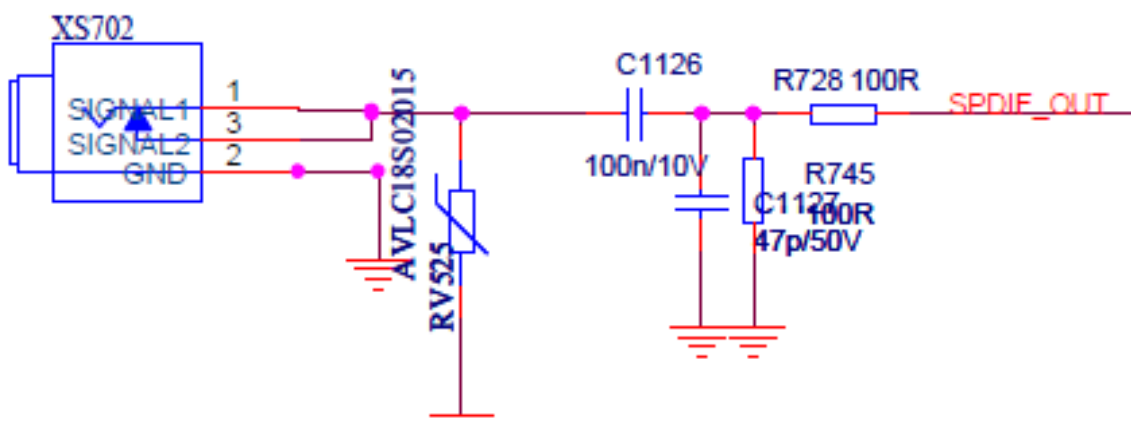 XS702
SIGNAL1
1
SIGNAL2
3
GND
2
AVLC18S02015
RV525
C1126
100n/10V
R728 100R
SPDIF_OUT
R745
100R
C1127
47p/50V